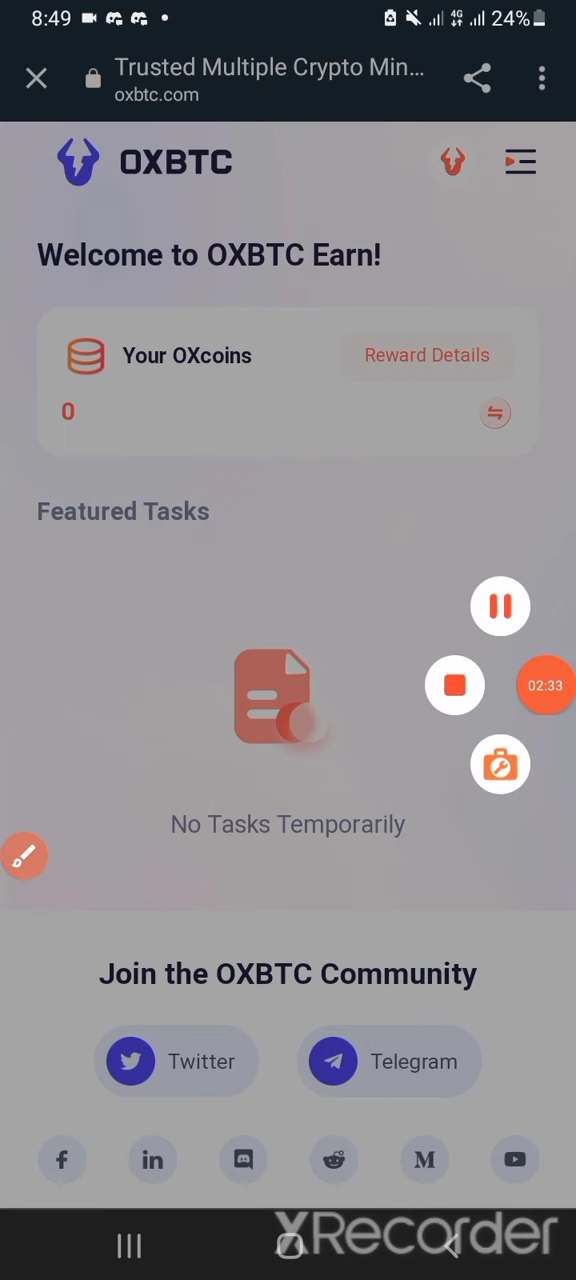 8:49
4G
24%
Trusted Multiple Crypto Min...
oxbtc.com
OXBTC
Welcome to OXBTC Earn!
Your OXcoins
Reward Details
0
Featured Tasks
02:33
No Tasks Temporarily
Join the OXBTC Community
Twitter
Telegram
XRecorder